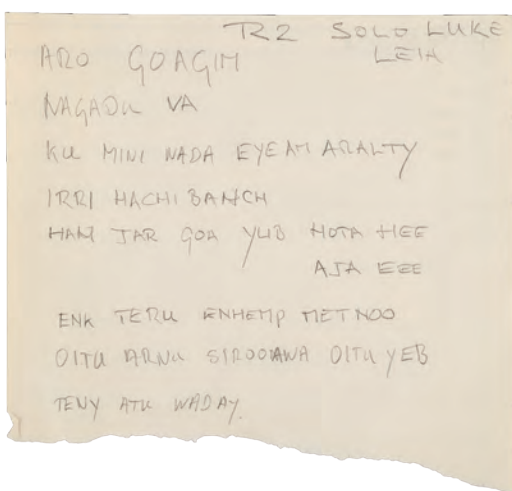 R2 SOLO LUKE
LEIA
ARO GOAGIM
NAGADU VA
KU MINI NADA EYEAM ARALTY
IRRI HACHI BANCH
HAM JAR GOA YUB HOTA HEE
AJA EEE
ENK TERU ENHEMP METNOO
OITU ARNU SIROOAWA OITU YEB
TENY ATU WADAY.